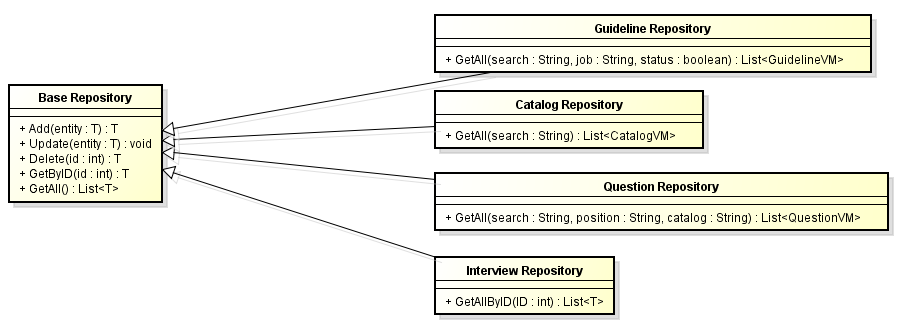 Base Repository
+ Add(entity : T) : T
+ Update(entity : T) : void
+ Delete(id : int) : T
+ GetByID(id : int) : T
+ GetAll() : List<T>
Guideline Repository
+ GetAll(search : String, job : String, status : boolean) : List<GuidelineVM>
Catalog Repository
+ GetAll(search : String) : List<CatalogVM>
Question Repository
+ GetAll(search : String, position : String, catalog : String) : List<QuestionVM>
Interview Repository
+ GetAllByID(ID : int) : List<T>